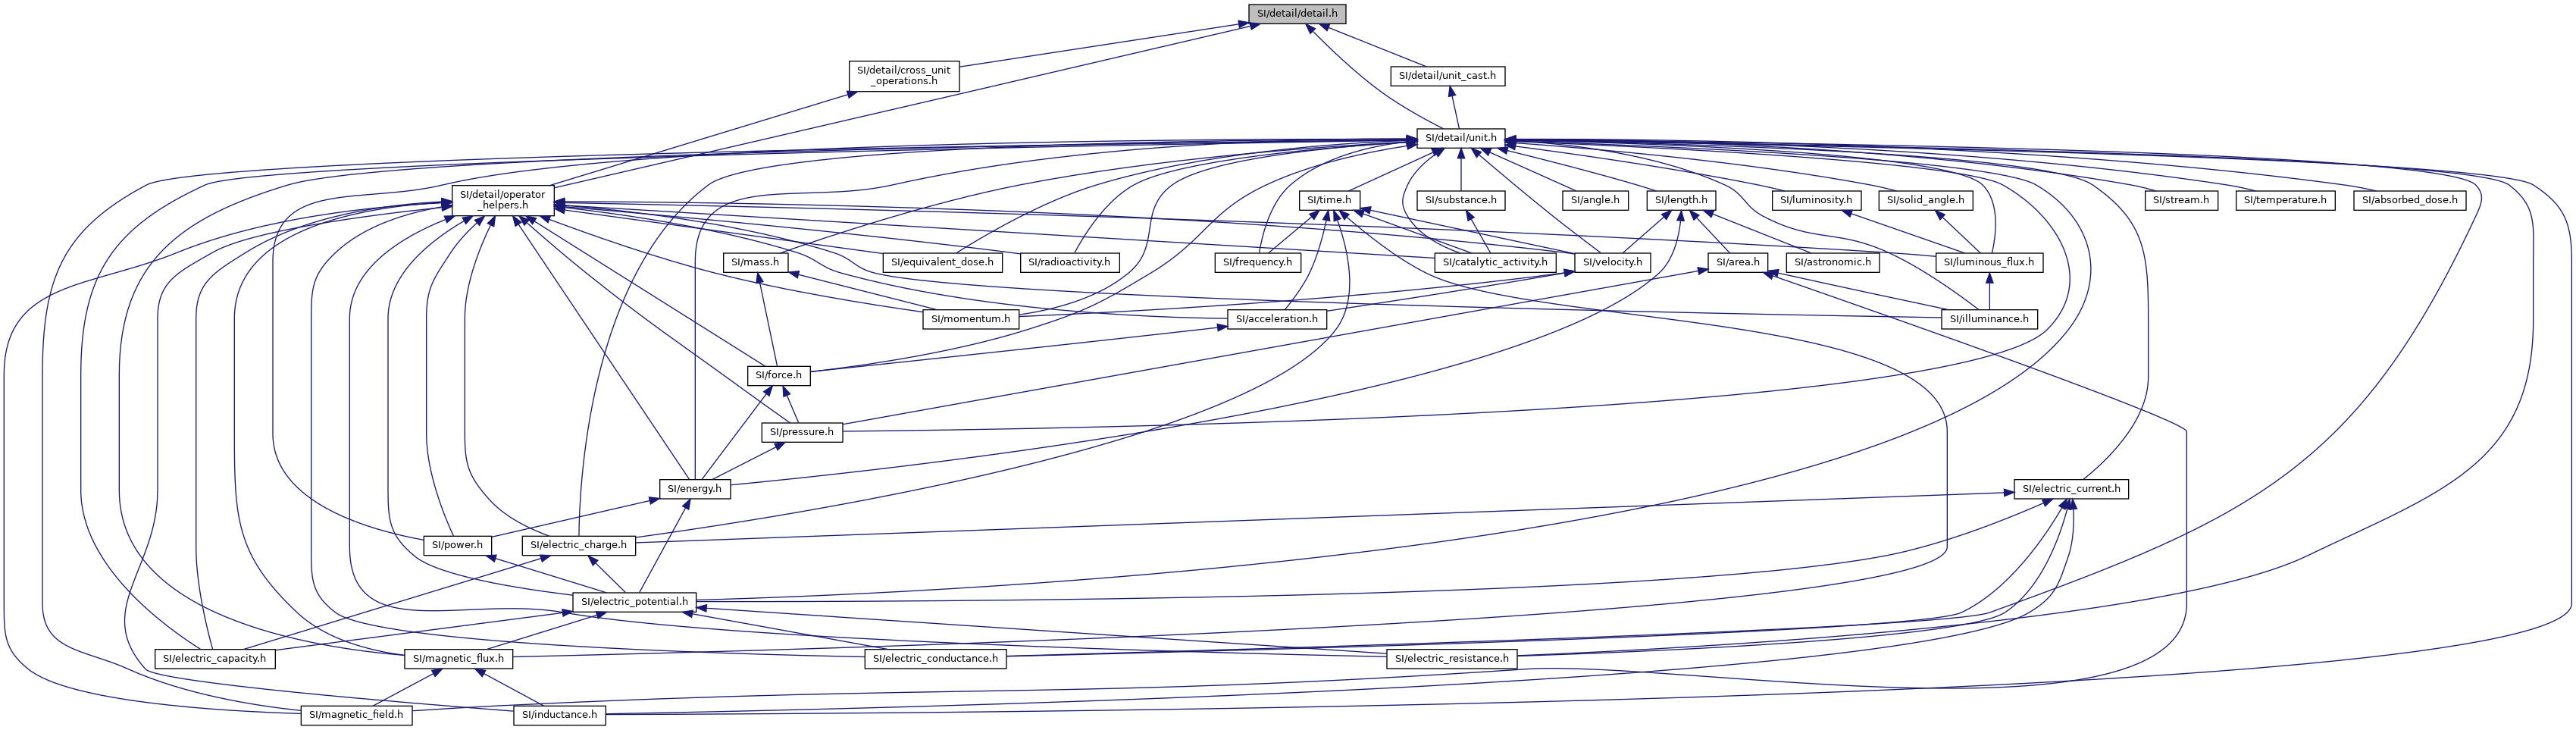 SI/detail/detail.h
SI/detail/cross_unit
_operations.h
SI/detail/unit_cast.h
SI/detail/unit.h
SI/detail/operator
_helpers.h
SI/time.h
SI/substance.h
SI/angle.h
SI/length.h
SI/luminosity.h
SI/solid_angle.h
SI/stream.h
SI/temperature.h
SI/absorbed_dose.h
SI/mass.h
SI/equivalent_dose.h
SI/radioactivity.h
SI/frequency.h
SI/catalytic_activity.h
SI/velocity.h
SI/area.h
SI/astronomic.h
SI/luminous_flux.h
SI/momentum.h
SI/acceleration.h
SI/illuminance.h
SI/force.h
SI/pressure.h
SI/energy.h
SI/electric_current.h
SI/power.h
SI/electric_charge.h
SI/electric_potential.h
SI/electric_capacity.h
SI/magnetic_flux.h
SI/electric_conductance.h
SI/electric_resistance.h
SI/magnetic_field.h
SI/inductance.h